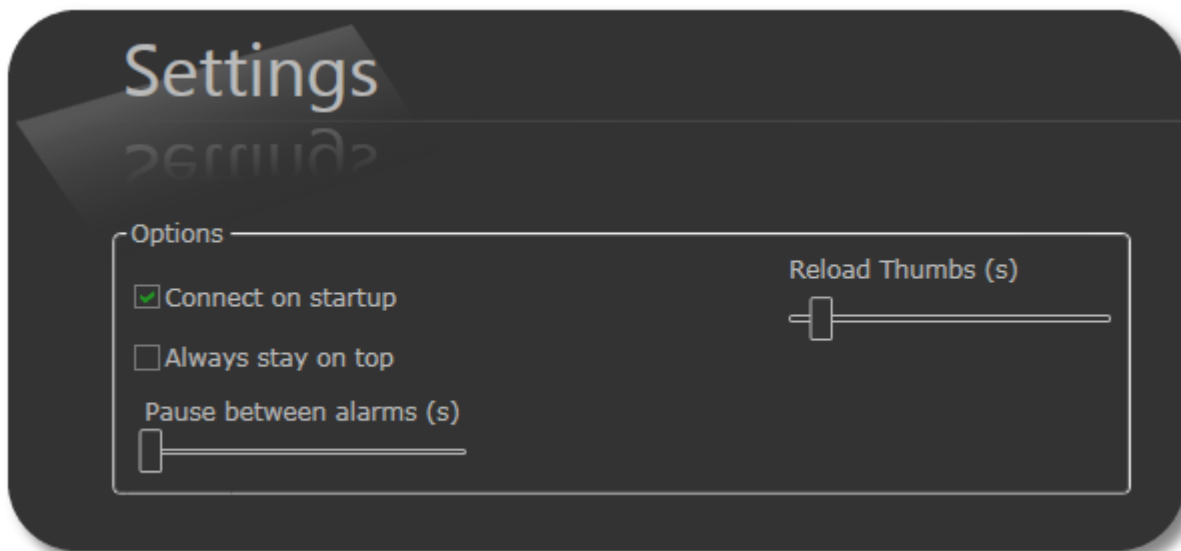 Settings
Options
Connect on startup
Always stay on top
Pause between alarms (s)
Reload Thumbs (s)